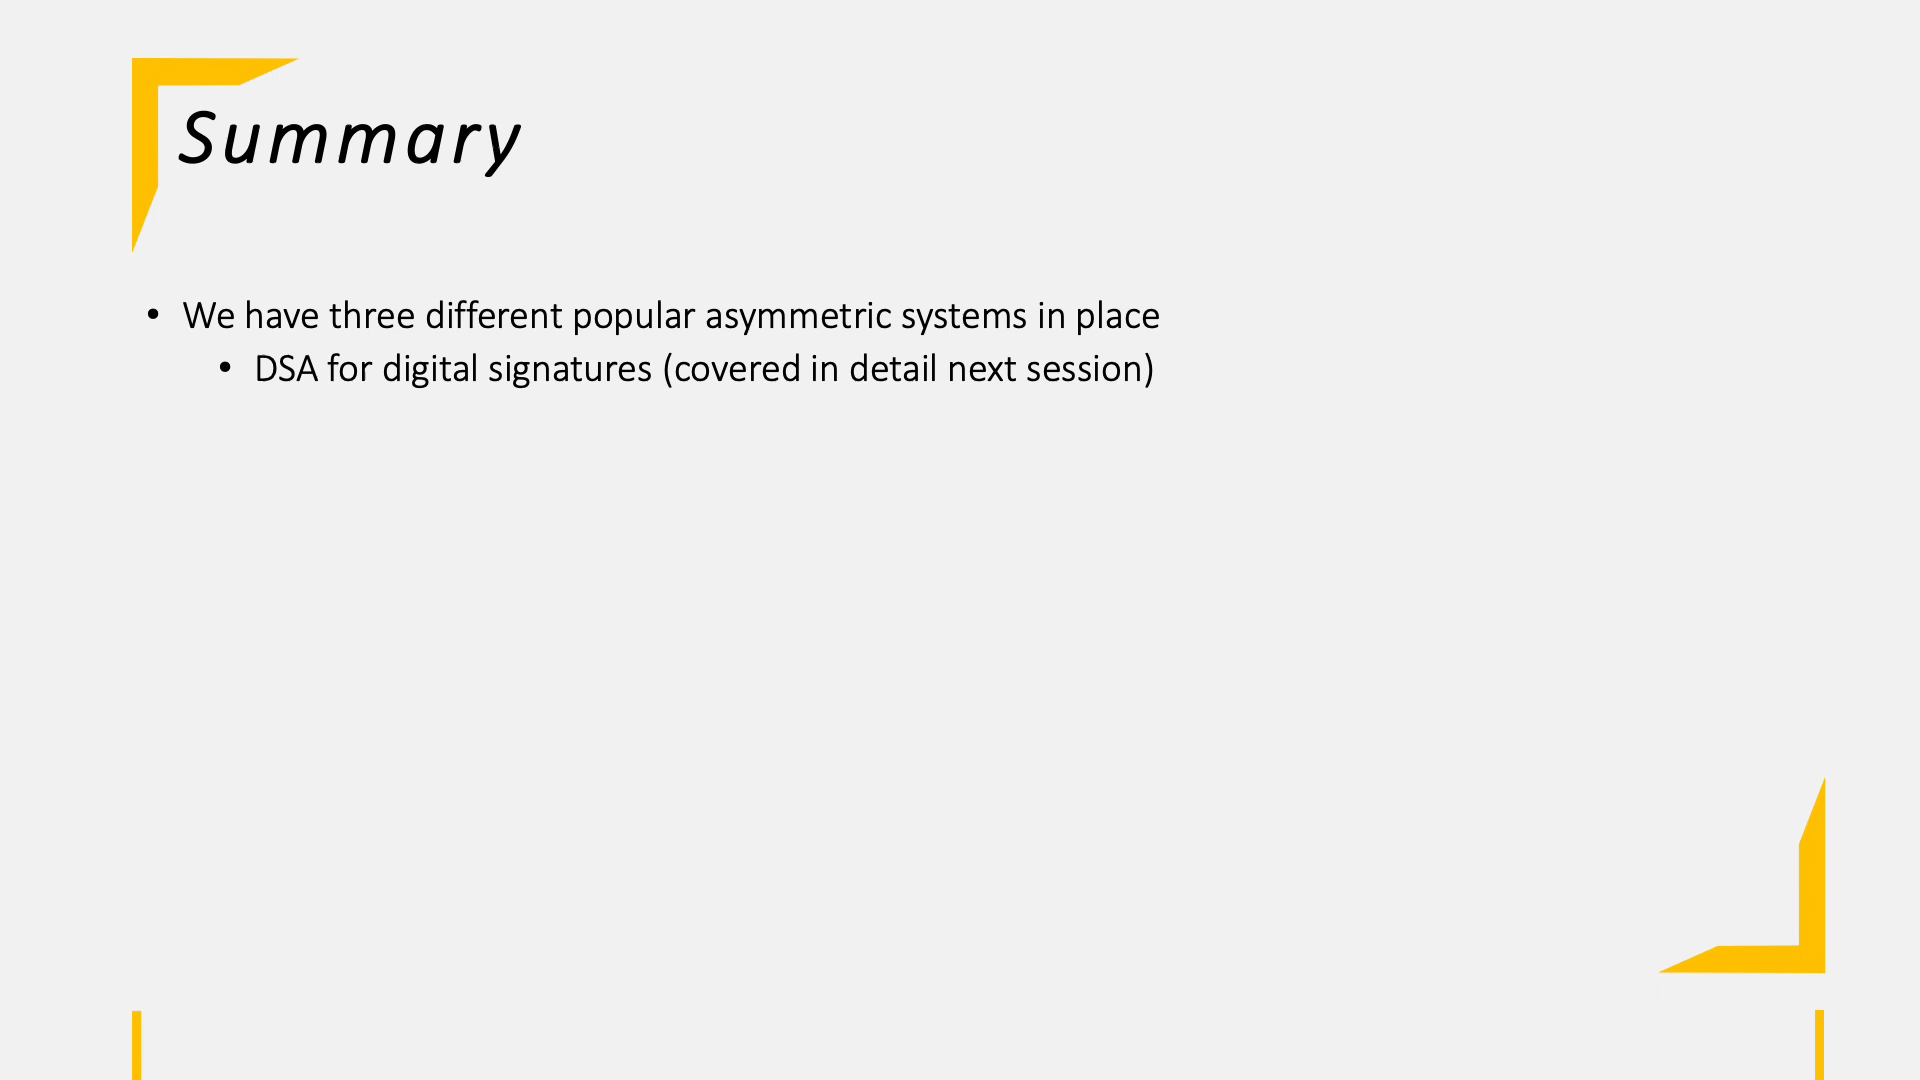 Summary
• We have three different popular asymmetric systems in place
• DSA for digital signatures (covered in detail next session)